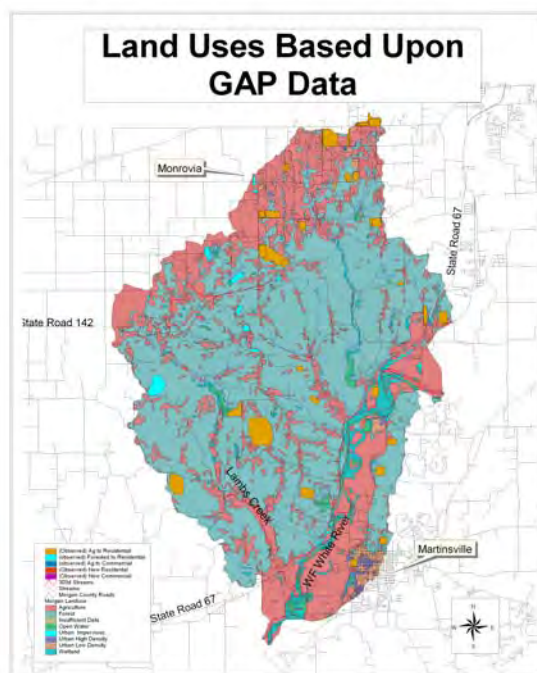 Land Uses Based Upon
GAP Data
Monrovia
State Road 67
State Road 142
Lambs Creek
WF White River
Martinsville
State Road 67
(Observed) Ag to Residential
(observed) Forested to Residential
(observed) Ag to Commercial
(Observed) New Residential
(Observed) New Commercial
Streams
Morgan County Roads
Morgan Landuse
Agriculture
Forest
Insufficient Data
Open Water
Urban Impervious
Urban High Density
Urban Low Density
Wetland
N
W
E
S